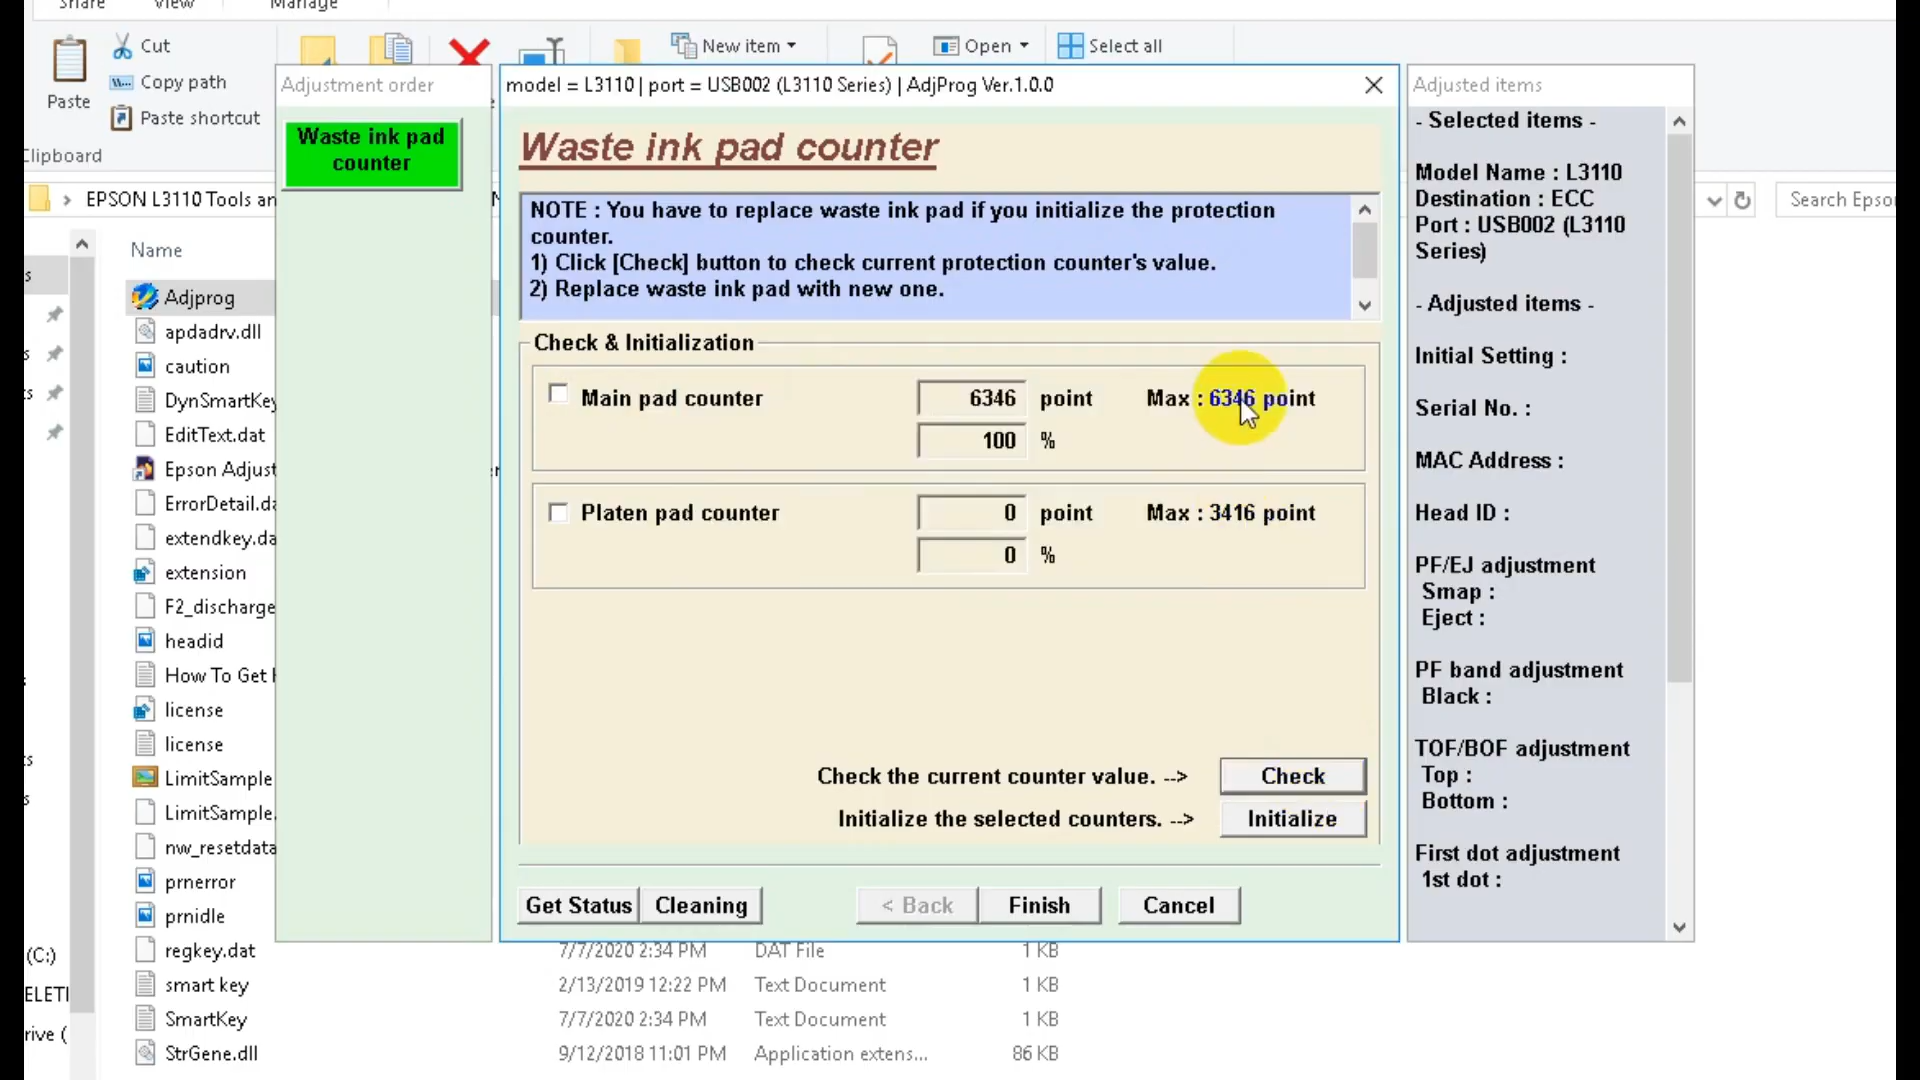 Share
View
Manage
Cut
New item
Open
Select all
Copy path
Paste
Paste shortcut
Clipboard
EPSON L3110 Tools an
Search Epso
Name
Adjprog
apdadrv.dll
caution
DynSmartKey
EditText.dat
Epson Adjust
ErrorDetail.da
extendkey.da
extension
F2_discharge
headid
How To Get
license
license
LimitSample
LimitSample.
nw_resetdata
prnerror
prnidle
(C:)
regkey.dat 7/7/2020 2:34 PM DAT File 1 KB
ELETI
smart key 2/13/2019 12:22 PM Text Document 1 KB
SmartKey 7/7/2020 2:34 PM Text Document 1 KB
rive (
StrGene.dll 9/12/2018 11:01 PM Application extens... 86 KB
Adjustment order
Waste ink pad
counter
model = L3110 | port = USB002 (L3110 Series) | AdjProg Ver.1.0.0
Waste ink pad counter
NOTE : You have to replace waste ink pad if you initialize the protection
counter.
1) Click [Check] button to check current protection counter's value.
2) Replace waste ink pad with new one.
Check & Initialization
Main pad counter 6346 point Max : 6346 point
100 %
Platen pad counter 0 point Max : 3416 point
0 %
Check the current counter value. --> Check
Initialize the selected counters. --> Initialize
Get Status Cleaning < Back Finish Cancel
Adjusted items
- Selected items -
Model Name : L3110
Destination : ECC
Port : USB002 (L3110
Series)
- Adjusted items -
Initial Setting :
Serial No. :
MAC Address :
Head ID :
PF/EJ adjustment
Smap :
Eject :
PF band adjustment
Black :
TOF/BOF adjustment
Top :
Bottom :
First dot adjustment
1st dot :